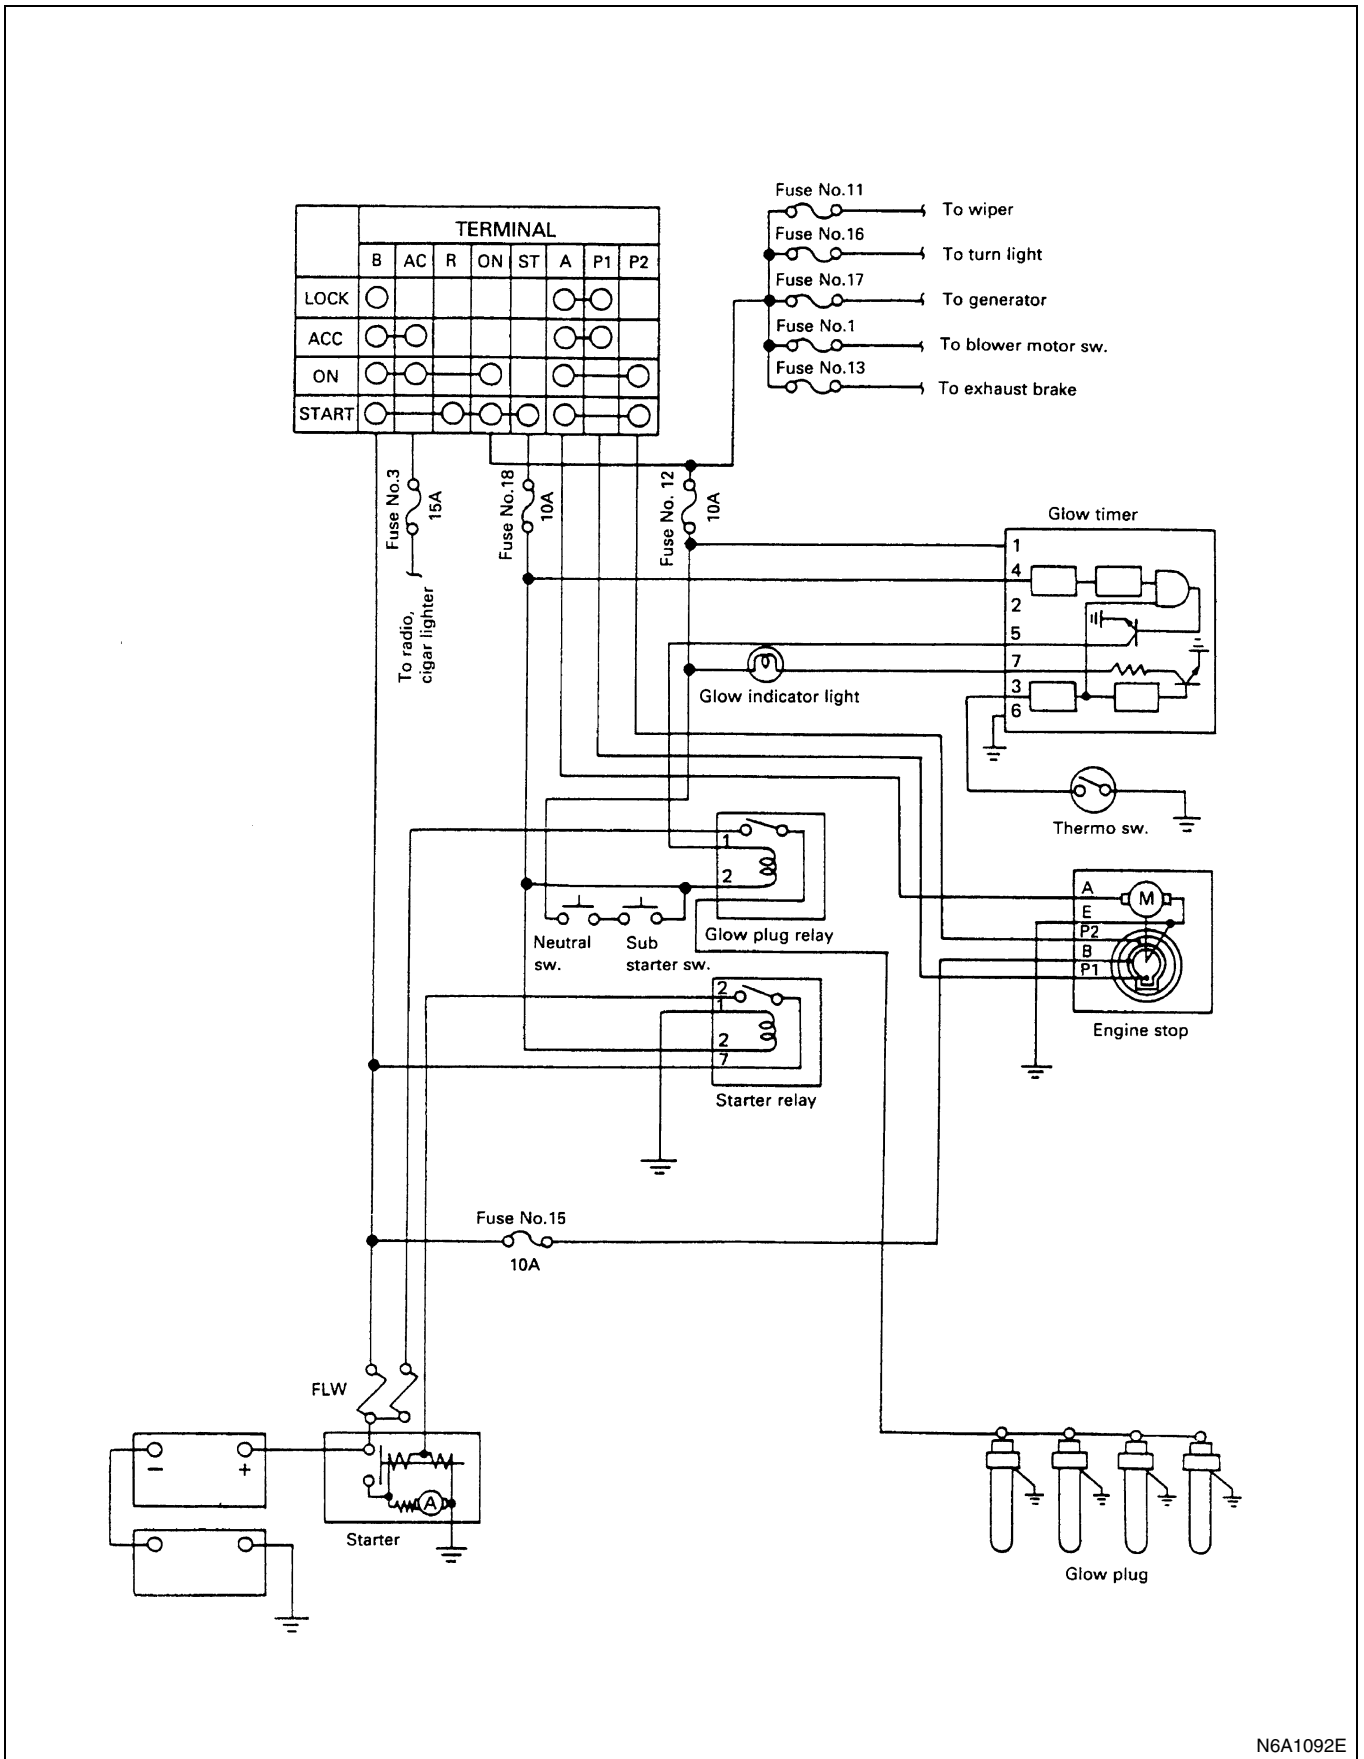 Fuse No.11
To wiper
Fuse No.16
To turn light
Fuse No.17
To generator
Fuse No.1
To blower motor sw.
Fuse No.13
To exhaust brake
TERMINAL
B AC R ON ST A P1 P2
LOCK
ACC
ON
START
Fuse No.3
15A
To radio,
cigar lighter
Fuse No.18
10A
Fuse No. 12
10A
Glow timer
1
4
2
5
7
3
6
Glow indicator light
Thermo sw.
1
2
Glow plug relay
Neutral
sw.
Sub
starter sw.
A
M
E
P2
B
P1
Engine stop
2
1
2
7
Starter relay
Fuse No.15
10A
FLW
− +
A
Starter
Glow plug
N6A1092E